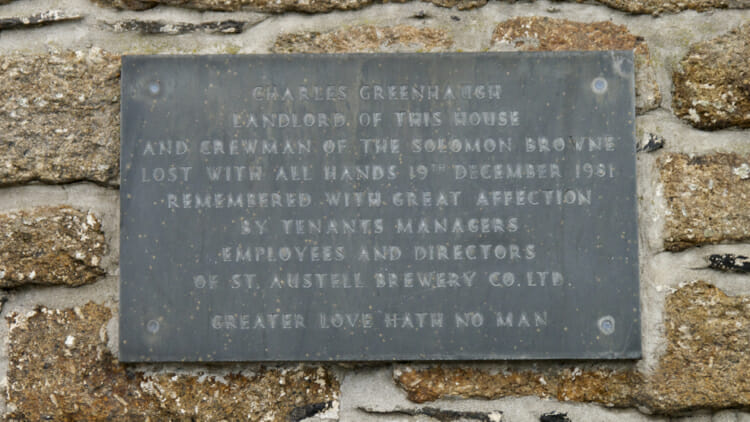 CHARLES GREENHAUGH
LANDLORD OF THIS HOUSE
AND CREWMAN OF THE SOLOMON BROWNE
LOST WITH ALL HANDS 19TH DECEMBER 1981
REMEMBERED WITH GREAT AFFECTION
BY TENANTS MANAGERS
EMPLOYEES AND DIRECTORS
OF ST. AUSTELL BREWERY CO. LTD.
GREATER LOVE HATH NO MAN